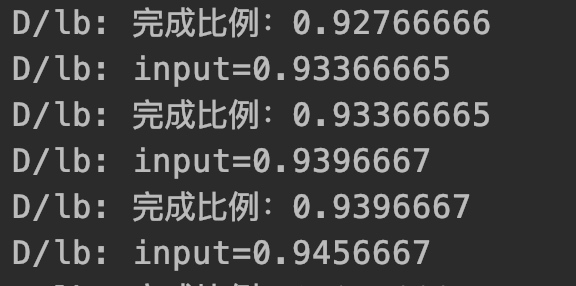 D/lb: 完成比例：0.92766666
D/lb: input=0.93366665
D/lb: 完成比例：0.93366665
D/lb: input=0.9396667
D/lb: 完成比例：0.9396667
D/lb: input=0.9456667